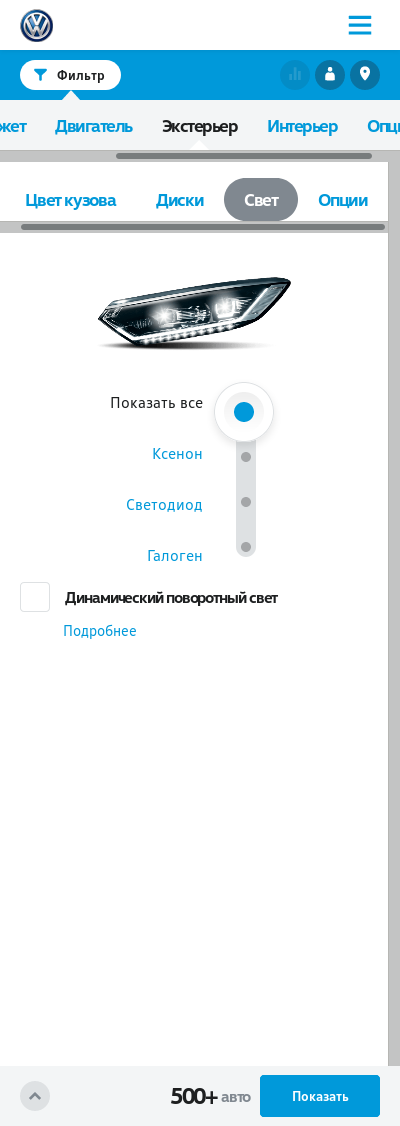 Фильтр
жет Двигатель Экстерьер Интерьер Опц
Цвет кузова Диски Свет Опции
Показать все
Ксенон
Светодиод
Галоген
Динамический поворотный свет
Подробнее
500+ авто Показать